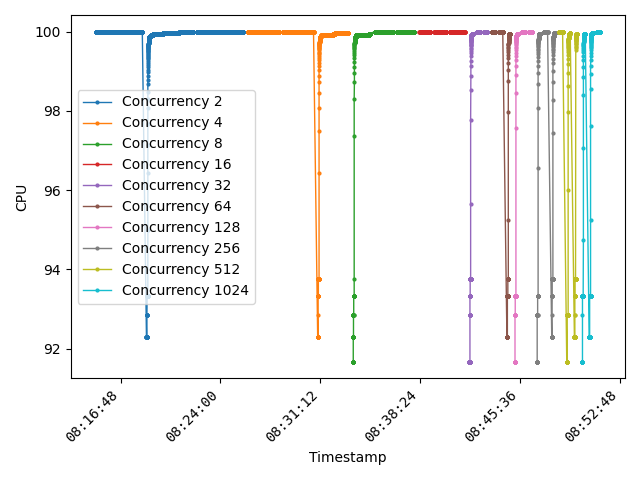 100
98
96
94
92
CPU
Concurrency 2
Concurrency 4
Concurrency 8
Concurrency 16
Concurrency 32
Concurrency 64
Concurrency 128
Concurrency 256
Concurrency 512
Concurrency 1024
08:16:48
08:24:00
08:31:12
08:38:24
08:45:36
08:52:48
Timestamp